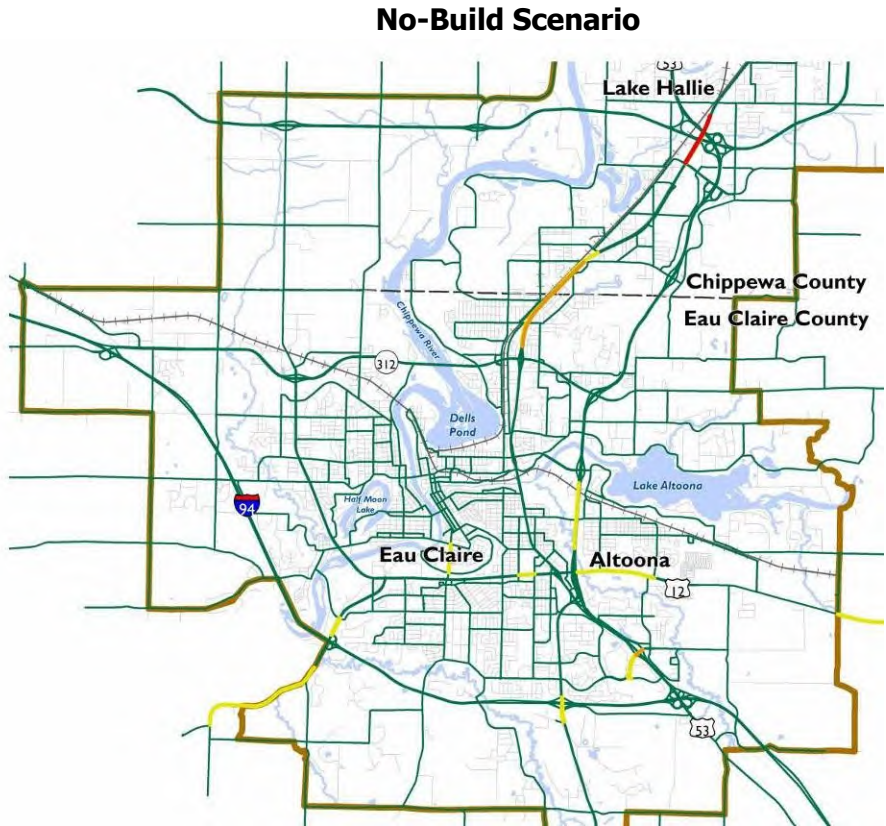 No-Build Scenario
53
Lake Hallie
Chippewa County
Eau Claire County
Chippewa River
312
Dells
Pond
Lake Altoona
94
Half Moon
Lake
Eau Claire
Altoona
12
53